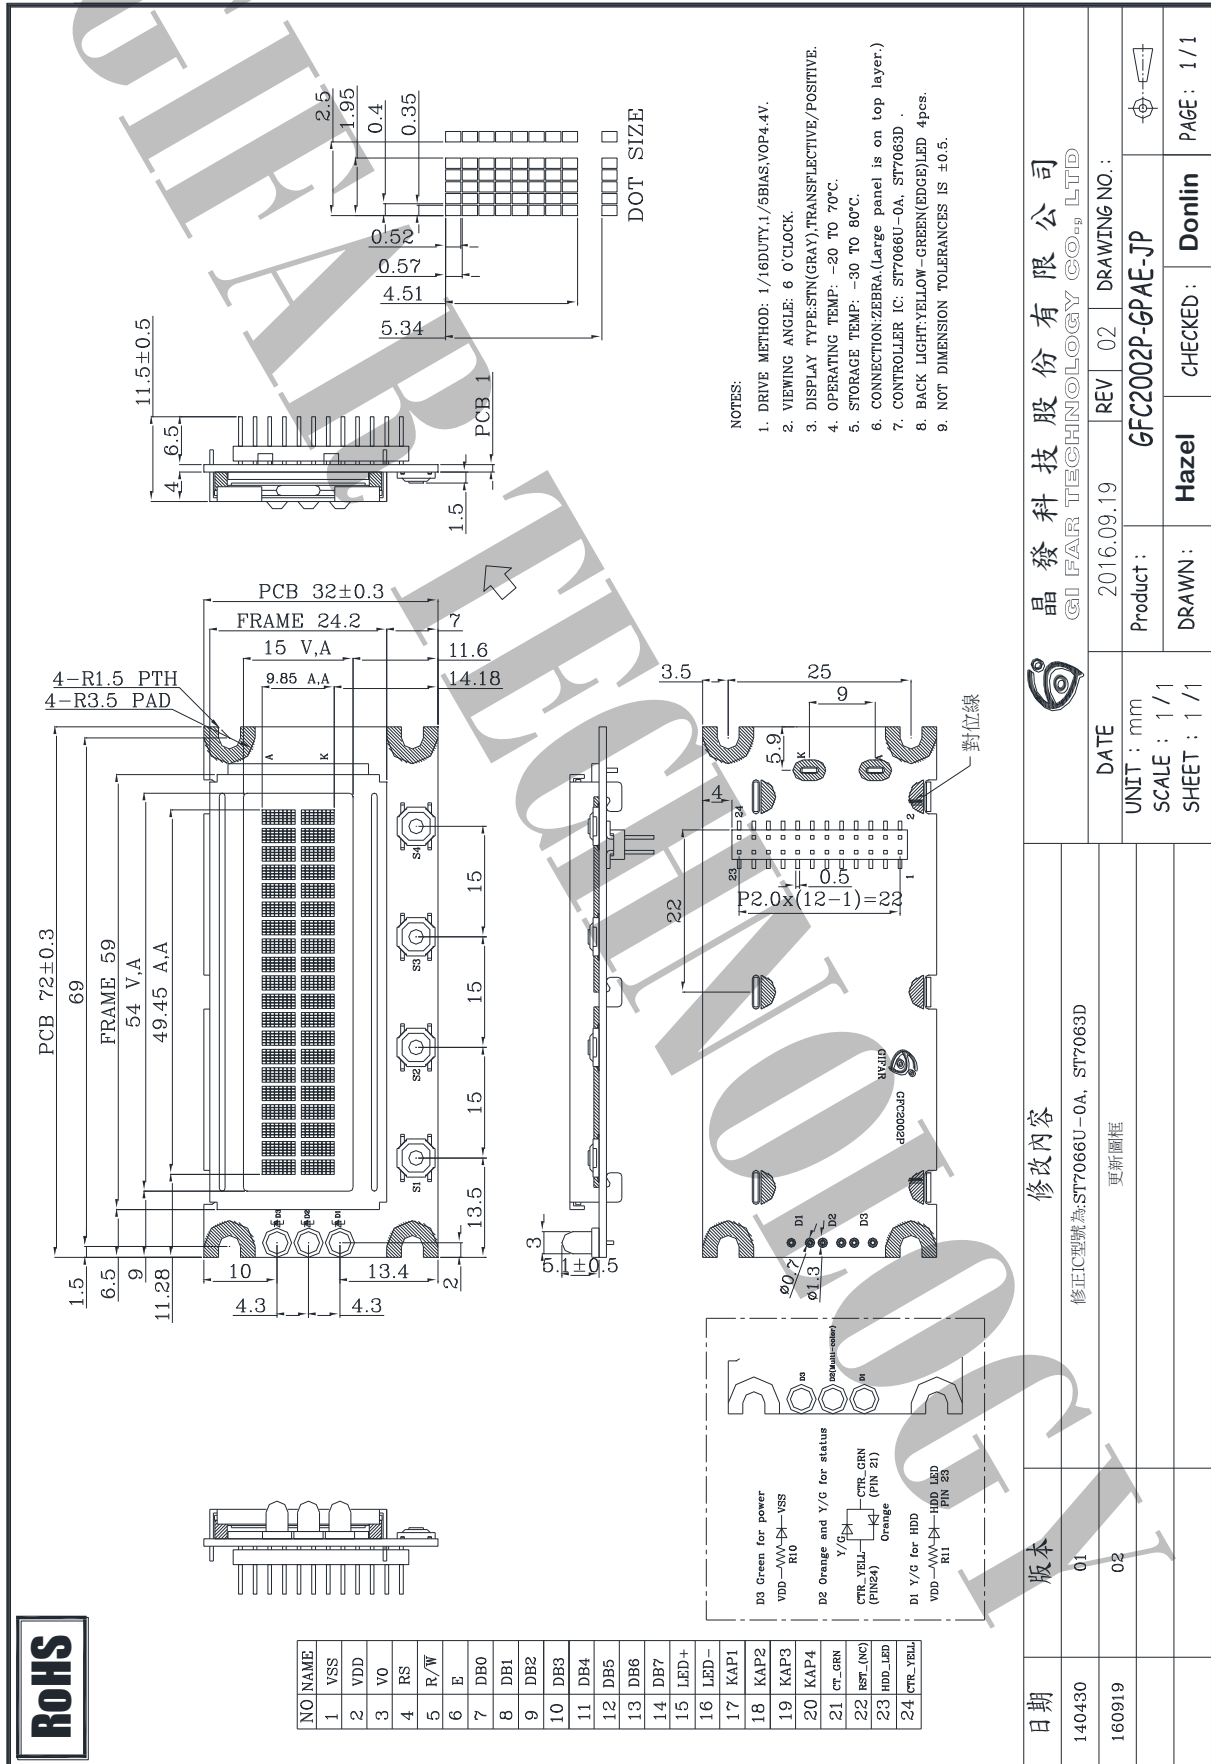 RoHS
GIFAR TECHNOLOGY
PCB 72±0.3
69
FRAME 59
54 V,A
49.45 A,A
1.5
6.5
9
11.28
4-R1.5 PTH
4-R3.5 PAD
PCB 32±0.3
FRAME 24.2
7
15 V,A
11.6
9.85 A,A
14.18
A
K
S4
S3
S2
S1
15
15
15
13.5
D3
D2
D1
10
13.4
2
4.3
4.3
11.5±0.5
6.5
4
PCB 1
1.5
2.5
1.95
0.4
0.35
0.52
0.57
4.51
5.34
DOT SIZE
3
5.1±0.5
3.5
25
9
5.9
K
A
4
24
2
23
1
0.5
P2.0x(12-1)=22
22
對位線
GIFAR
GFC2002P
D1
D2
D3
ø0.7
ø1.3
NOTES:
1. DRIVE METHOD: 1/16DUTY,1/5BIAS,VOP4.4V.
2. VIEWING ANGLE: 6 O'CLOCK.
3. DISPLAY TYPE:STN(GRAY),TRANSFLECTIVE/POSITIVE.
4. OPERATING TEMP: -20 TO 70°C.
5. STORAGE TEMP: -30 TO 80°C.
6. CONNECTION:ZEBRA.(Large panel is on top layer.)
7. CONTROLLER IC: ST7066U-0A, ST7063D .
8. BACK LIGHT:YELLOW-GREEN(EDGE)LED 4pcs.
9. NOT DIMENSION TOLERANCES IS ±0.5.
D3
D2(Multi-color)
D1
D3 Green for power
VDD VSS
R10
D2 Orange and Y/G for status
Y/G
CTR_YELL CTR_GRN
(PIN24) (PIN 21)
Orange
D1 Y/G for HDD
VDD HDD LED
R11 PIN 23
NO NAME
1 VSS
2 VDD
3 V0
4 RS
5 R/W̅
6 E
7 DB0
8 DB1
9 DB2
10 DB3
11 DB4
12 DB5
13 DB6
14 DB7
15 LED+
16 LED-
17 KAP1
18 KAP2
19 KAP3
20 KAP4
21 CT_GRN
22 RST_(NC)
23 HDD_LED
24 CTR_YELL
日期 版本 修改內容
140430 01 修正IC型號為:ST7066U-0A, ST7063D
160919 02 更新圖框
晶發科技股份有限公司
GI FAR TECHNOLOGY CO., LTD
DATE 2016.09.19 REV 02 DRAWING NO.:
UNIT : mm
SCALE : 1/1
SHEET : 1/1
Product : GFC2002P-GPAE-JP
DRAWN : Hazel CHECKED : Donlin PAGE : 1/1